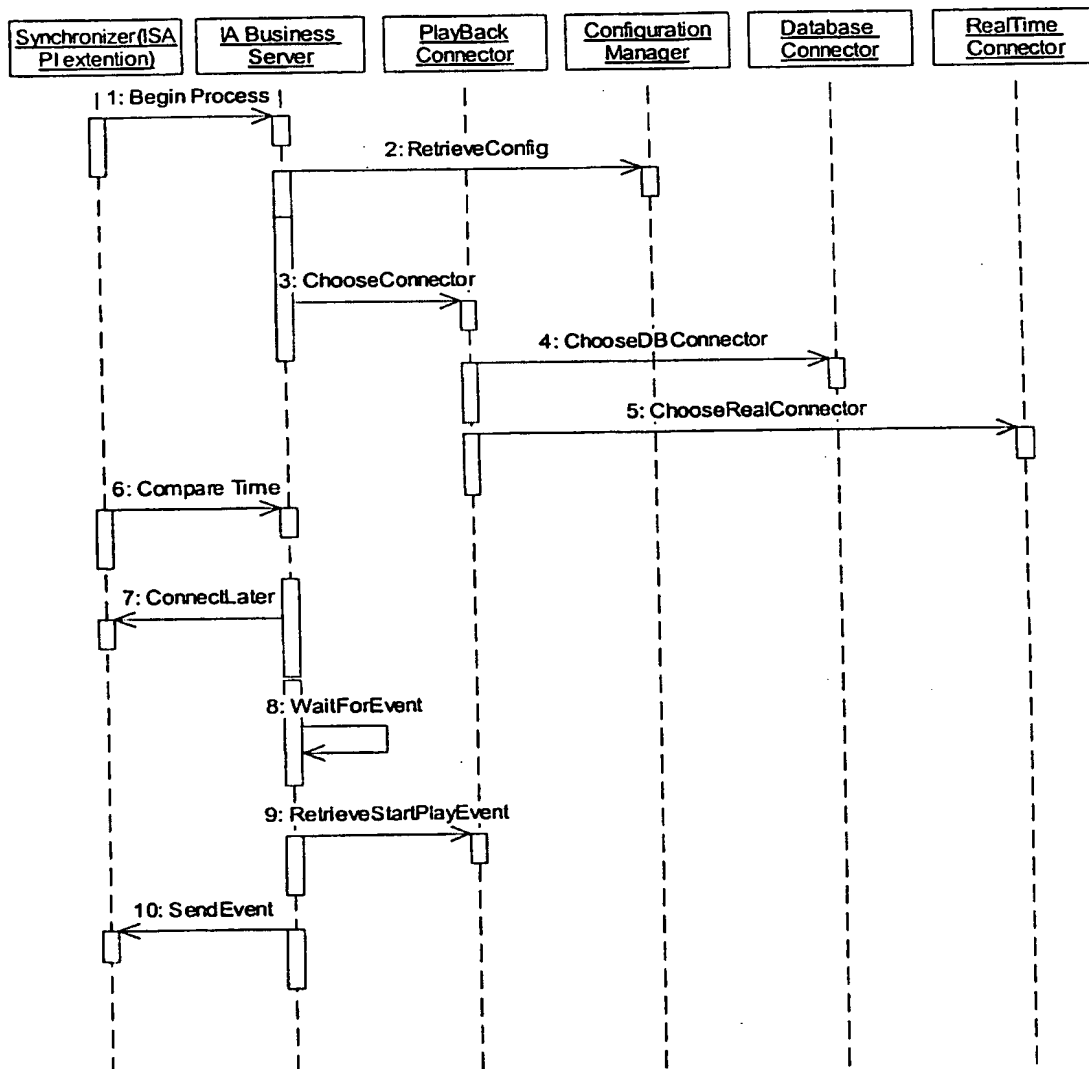 Synchronizer(ISA
PI extention)
IA Business
Server
PlayBack
Connector
Configuration
Manager
Database
Connector
RealTime
Connector
1: Begin Process
2: RetrieveConfig
3: ChooseConnector
4: ChooseDBConnector
5: ChooseRealConnector
6: Compare Time
7: ConnectLater
8: WaitForEvent
9: RetrieveStartPlayEvent
10: SendEvent